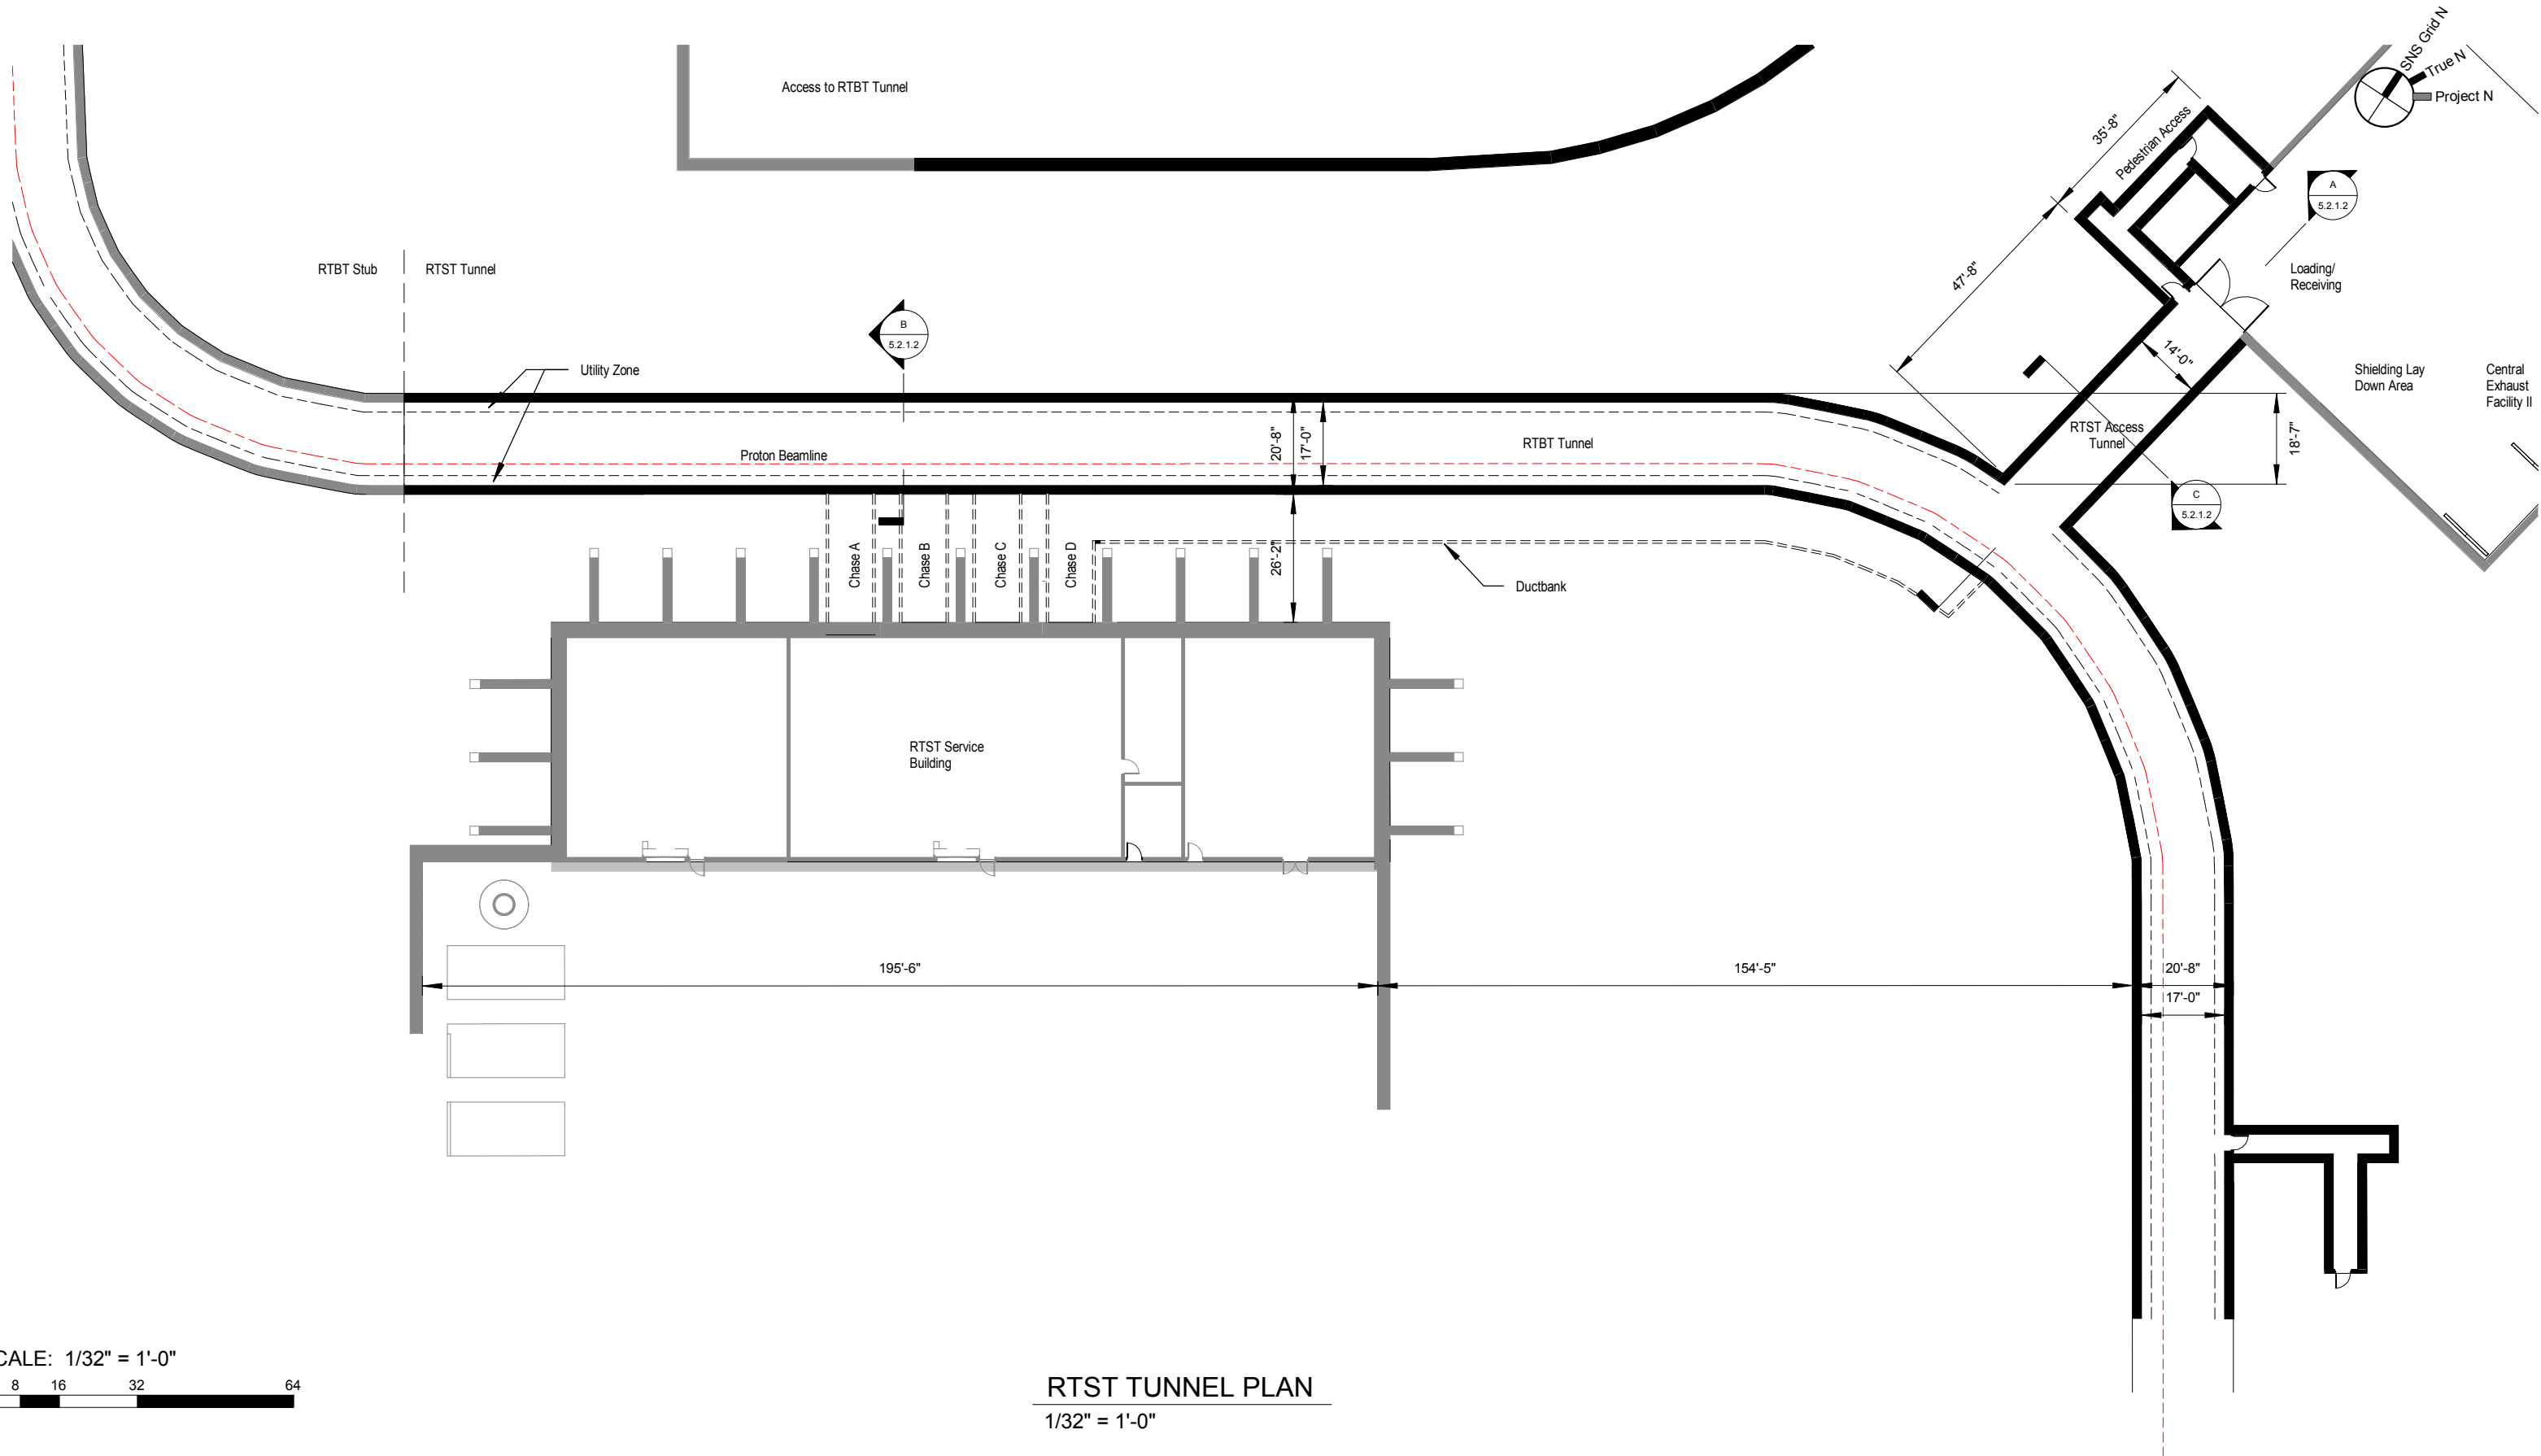 SNS Grid N
True N
Project N
Access to RTBT Tunnel
35'-8"
Pedestrian Access
A
5.2.1.2
47'-8"
Loading/
Receiving
RTBT Stub
RTST Tunnel
B
5.2.1.2
Utility Zone
14'-0"
Shielding Lay
Down Area
Central
Exhaust
Facility II
Proton Beamline
20'-8"
17'-0"
RTBT Tunnel
RTST Access
Tunnel
18'-7"
C
5.2.1.2
Chase A
Chase B
Chase C
Chase D
26'-2"
Ductbank
RTST Service
Building
195'-6"
154'-5"
20'-8"
17'-0"
CALE: 1/32" = 1'-0"
8 16 32 64
RTST TUNNEL PLAN
1/32" = 1'-0"